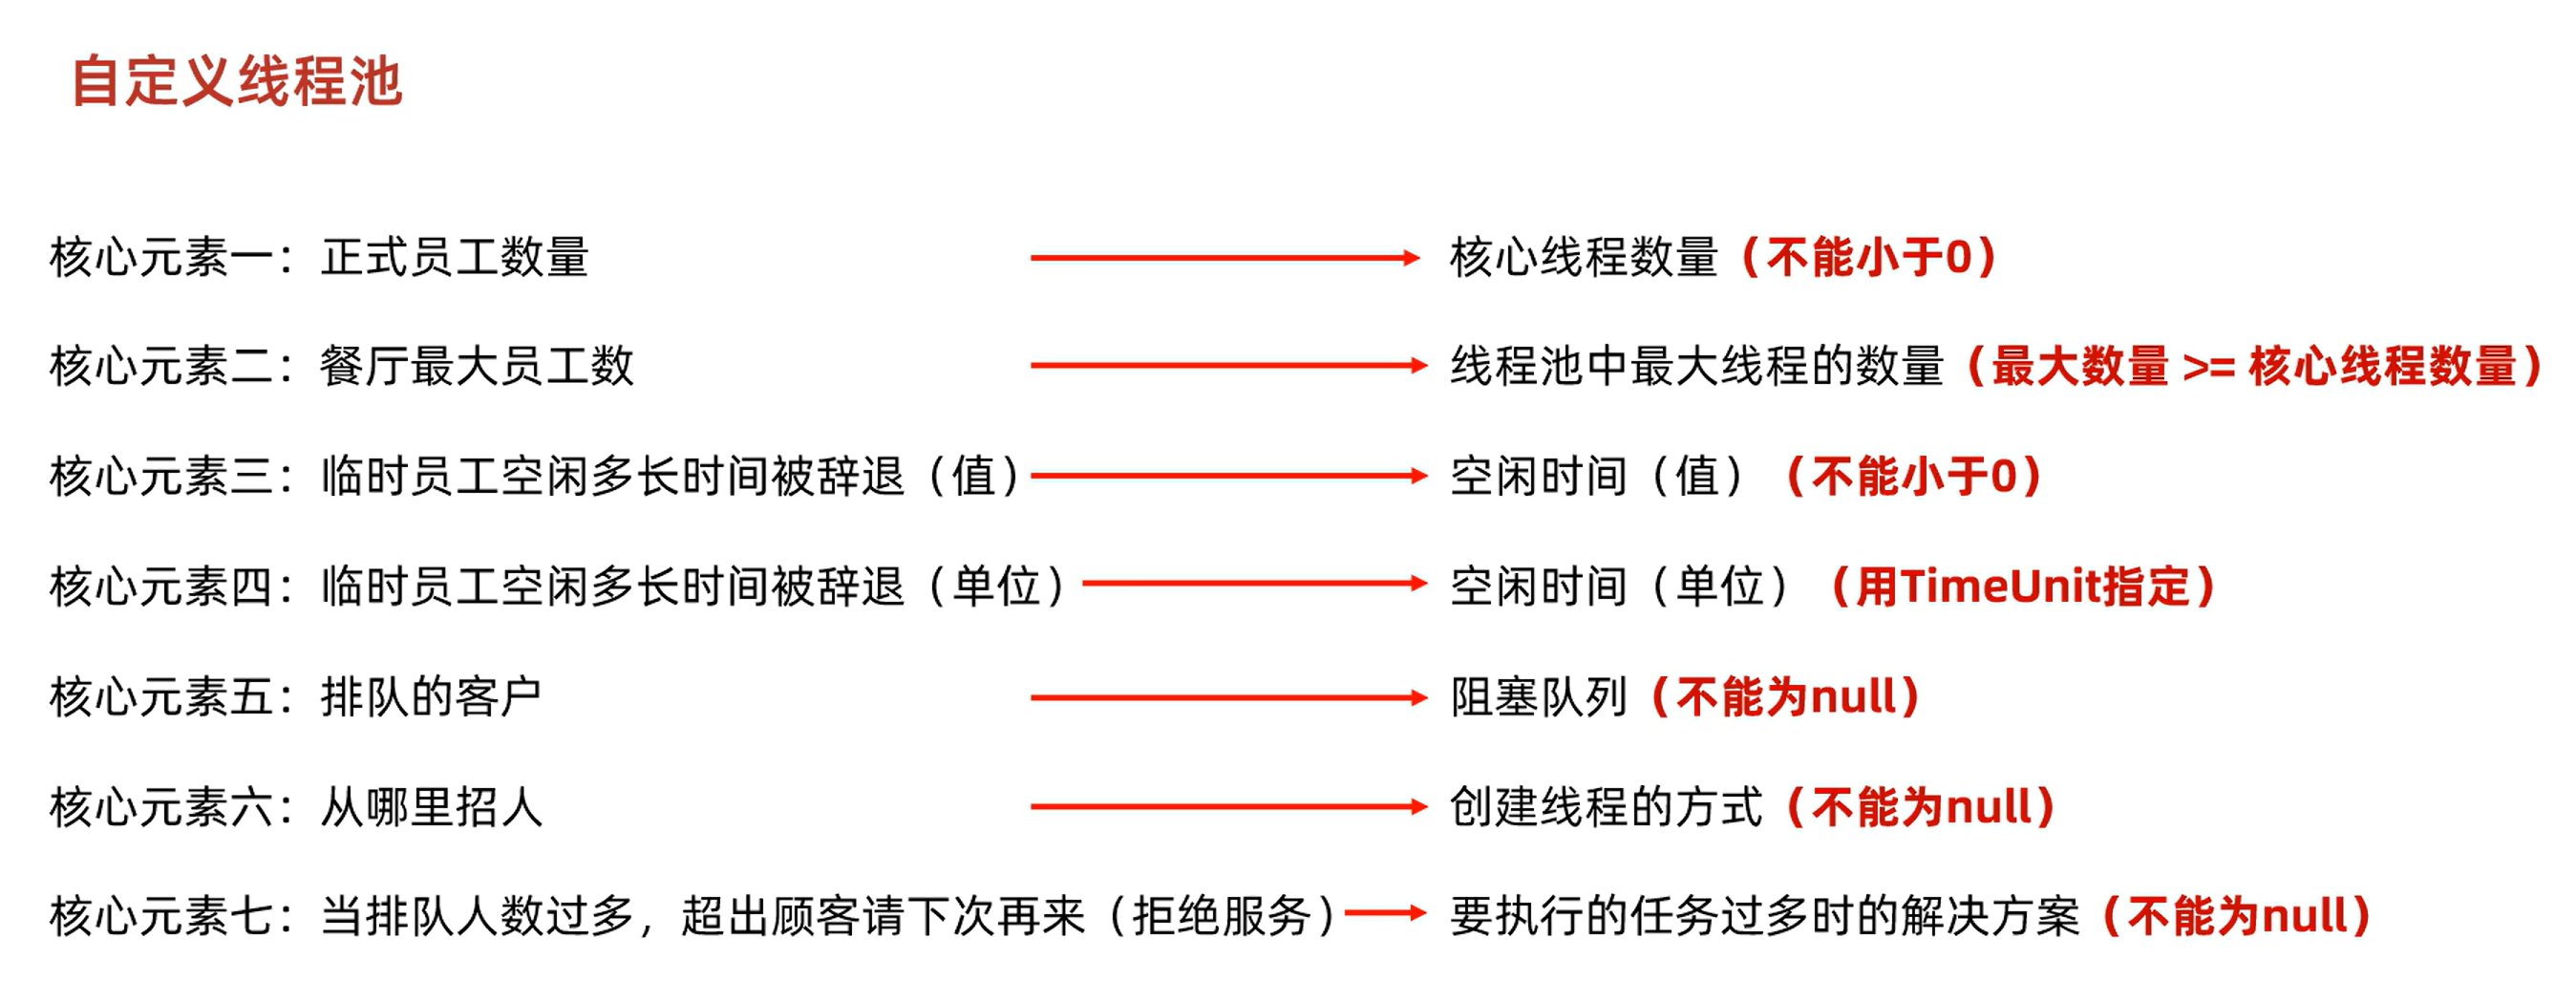 自定义线程池
核心元素一：正式员工数量 核心线程数量（不能小于0）
核心元素二：餐厅最大员工数 线程池中最大线程的数量（最大数量 >= 核心线程数量）
核心元素三：临时员工空闲多长时间被辞退（值） 空闲时间（值）（不能小于0）
核心元素四：临时员工空闲多长时间被辞退（单位） 空闲时间（单位）（用TimeUnit指定）
核心元素五：排队的客户 阻塞队列（不能为null）
核心元素六：从哪里招人 创建线程的方式（不能为null）
核心元素七：当排队人数过多，超出顾客请下次再来（拒绝服务） 要执行的任务过多时的解决方案（不能为null）